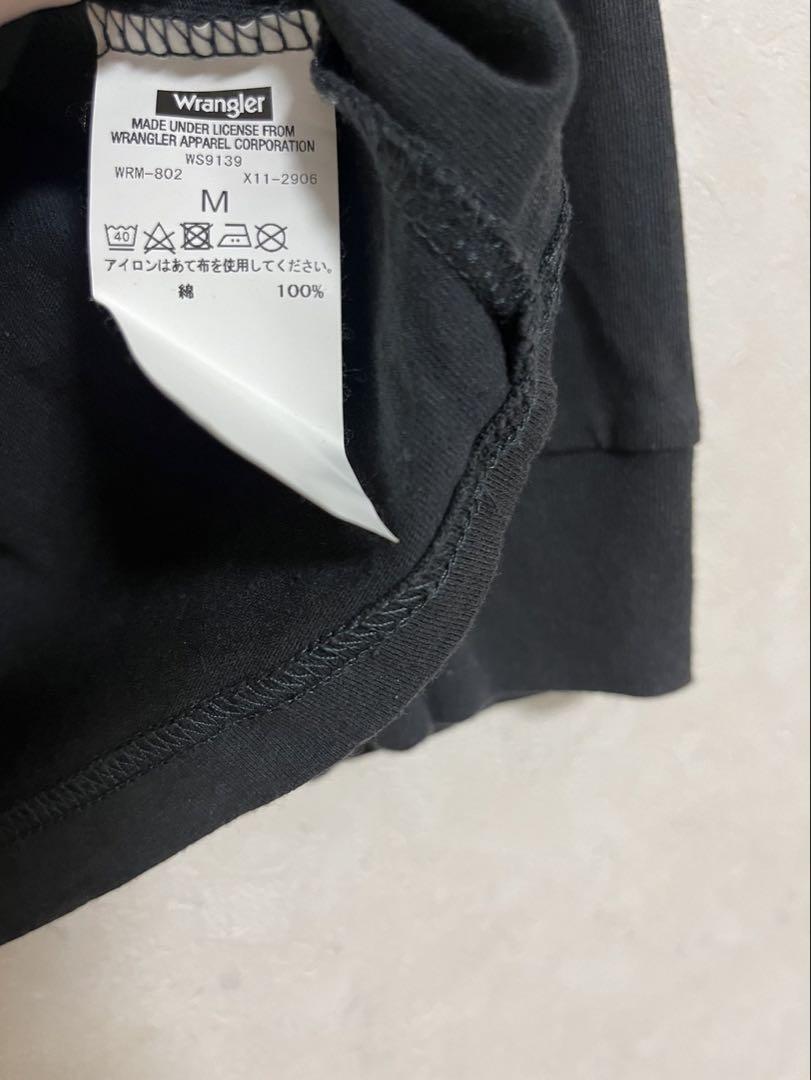 Wrangler
MADE UNDER LICENSE FROM
WRANGLER APPAREL CORPORATION
WS9139
WRM-802 X11-2906
M
40
アイロンはあて布を使用してください。
綿 100%